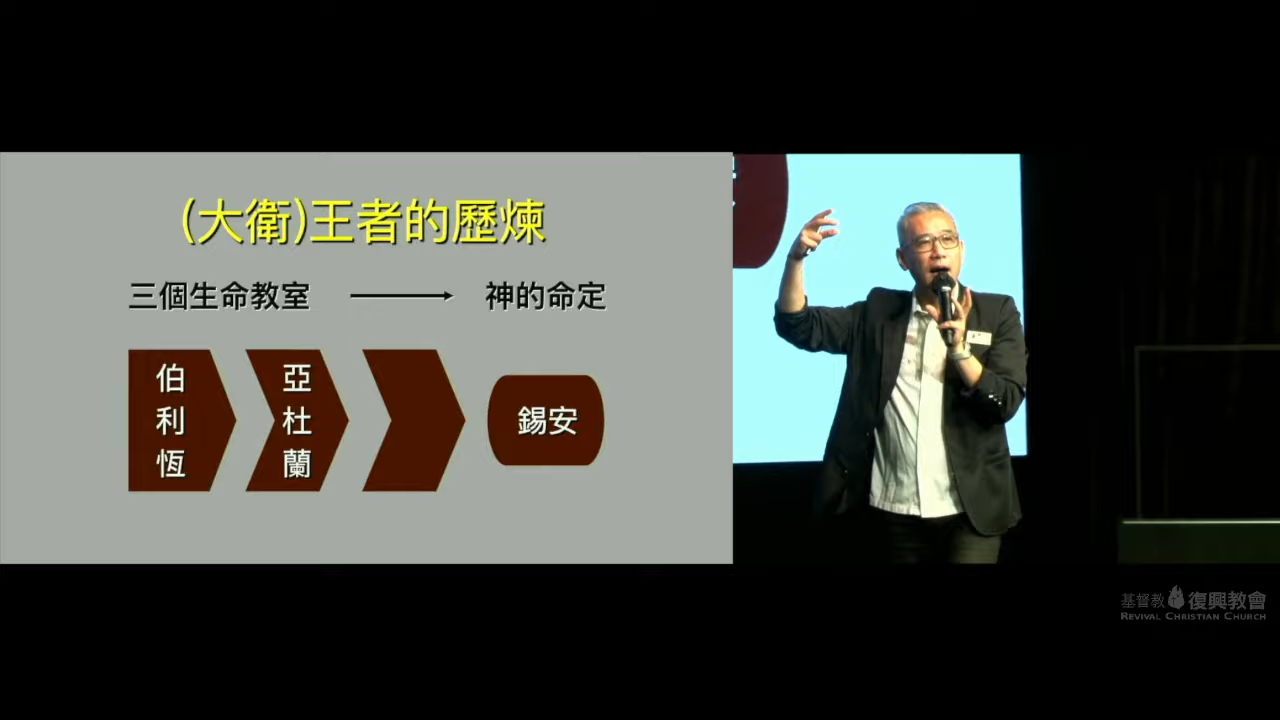 (大衛)王者的歷煉
三個生命教室 神的命定
伯利恆
亞杜蘭
錫安
基督教 復興教會
REVIVAL CHRISTIAN CHURCH